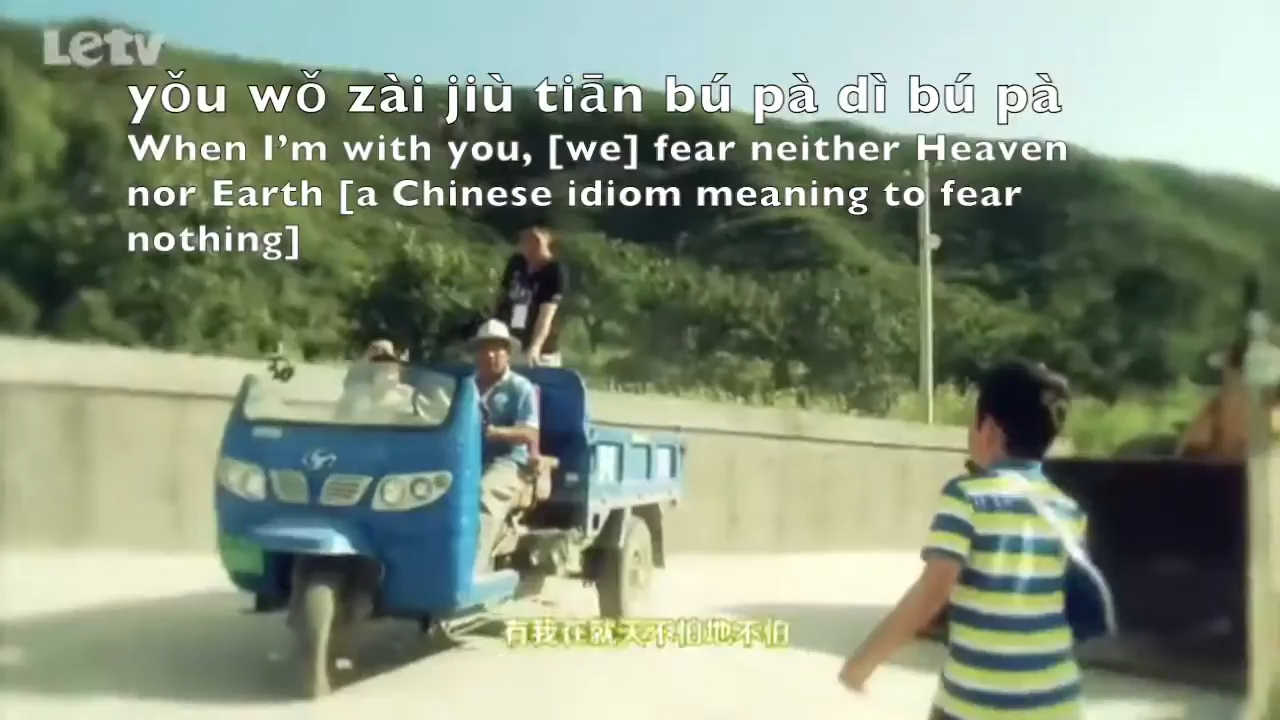 Letv
yǒu wǒ zài jiù tiān bú pà dì bú pà
When I'm with you, [we] fear neither Heaven
nor Earth [a Chinese idiom meaning to fear
nothing]
有我在就天不怕地不怕